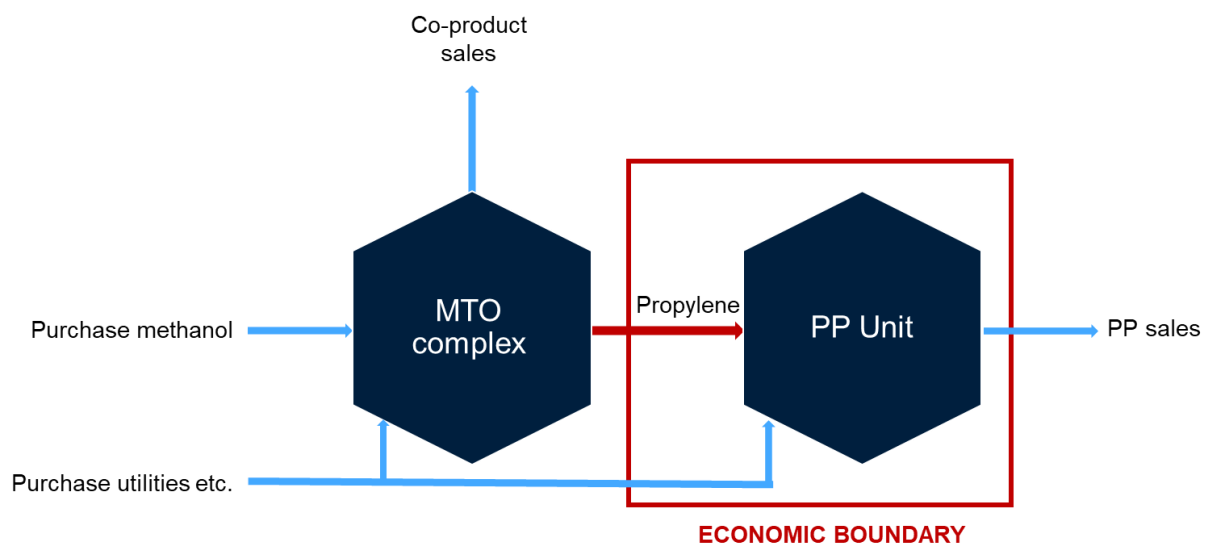 Co-product
sales
MTO
complex
Propylene
PP Unit
Purchase methanol
PP sales
Purchase utilities etc.
ECONOMIC BOUNDARY